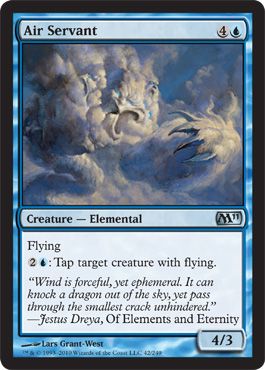 Air Servant 4
Creature — Elemental M11
Flying
2: Tap target creature with flying.
“Wind is forceful, yet ephemeral. It can
knock a dragon out of the sky, yet pass
through the smallest crack unhindered.”
—Jestus Dreya, Of Elements and Eternity
Lars Grant-West
™ & © 1993–2010 Wizards of the Coast LLC 42/249
4/3